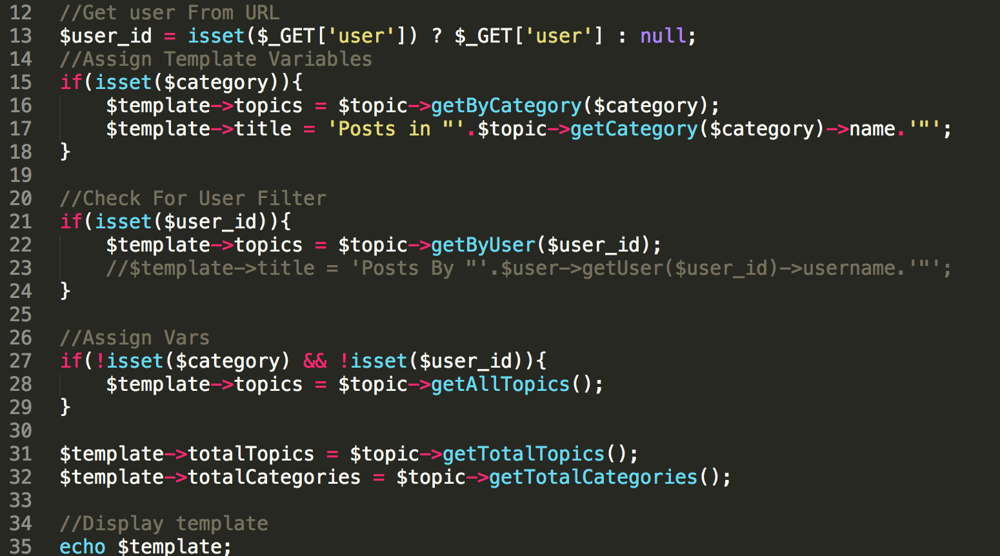 12 //Get user From URL
13 $user_id = isset($_GET['user']) ? $_GET['user'] : null;
14 //Assign Template Variables
15 if(isset($category)){
16     $template->topics = $topic->getByCategory($category);
17     $template->title = 'Posts in "'.$topic->getCategory($category)->name.'"';
18 }
19
20 //Check For User Filter
21 if(isset($user_id)){
22     $template->topics = $topic->getByUser($user_id);
23     //$template->title = 'Posts By "'.$user->getUser($user_id)->username.'"';
24 }
25
26 //Assign Vars
27 if(!isset($category) && !isset($user_id)){
28     $template->topics = $topic->getAllTopics();
29 }
30
31 $template->totalTopics = $topic->getTotalTopics();
32 $template->totalCategories = $topic->getTotalCategories();
33
34 //Display template
35 echo $template;